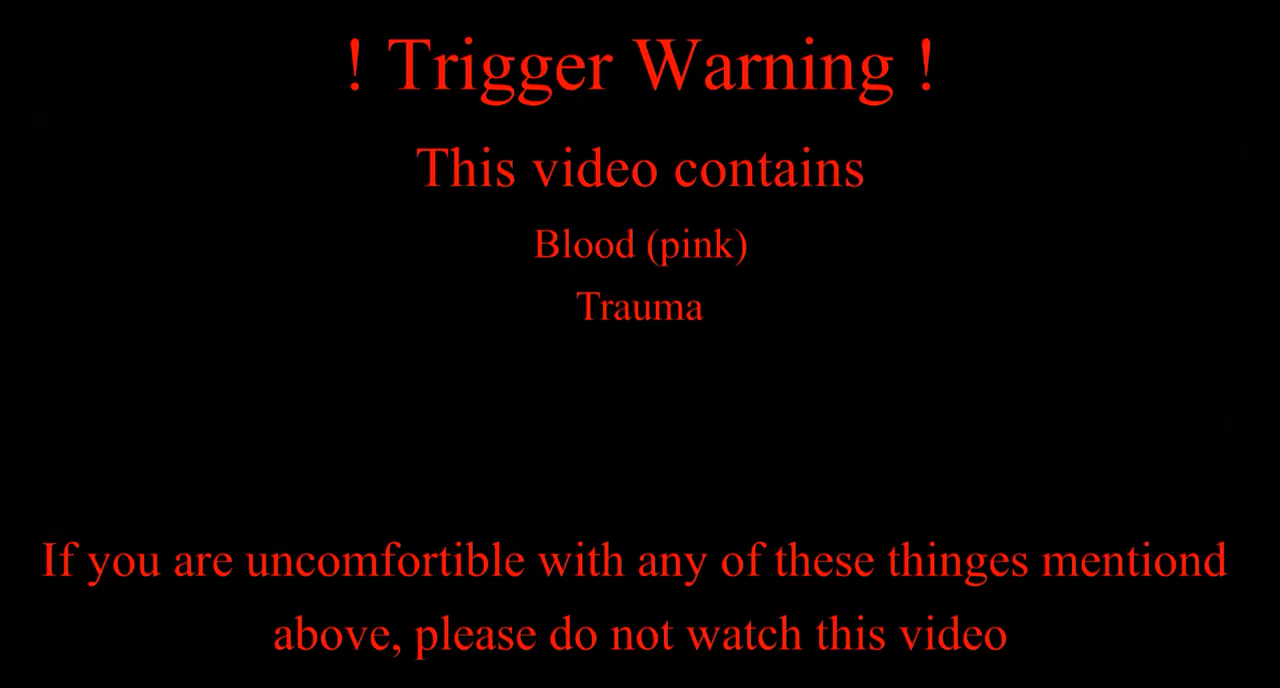 ! Trigger Warning !
This video contains
Blood (pink)
Trauma
If you are uncomfortible with any of these thinges mentiond
above, please do not watch this video